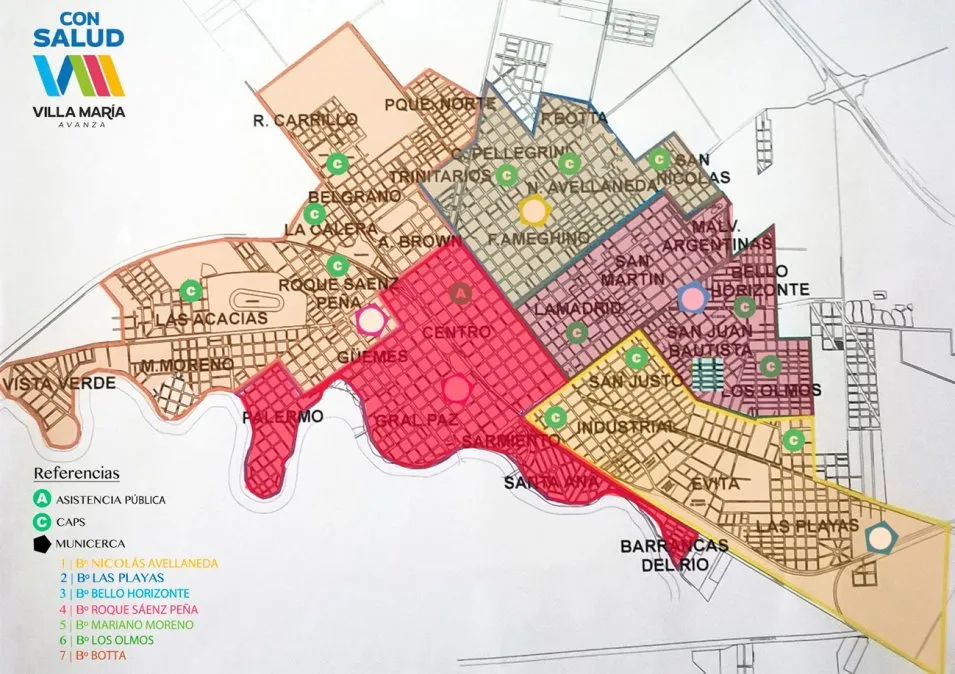 CON
SALUD
VILLA MARÍA
AVANZA
R. CARRILLO
PQUE. NORTE
F.BOTTA
C. PELLEGRINI
TRINITARIOS
N. AVELLANEDA
SAN
NICOLAS
BELGRANO
LA CALERA
A. BROWN
F.AMEGHINO
MALV.
ARGENTINAS
SAN
MARTIN
BELLO
HORIZONTE
ROQUE SAENZ
PEÑA
LAS ACACIAS
A
CENTRO
LAMADRID
SAN JUAN
BAUTISTA
GÜEMES
M.MORENO
VISTA VERDE
SAN JUSTO
LOS OLMOS
PALERMO
GRAL. PAZ
SARMIENTO
INDUSTRIAL
SANTA ANA
EVITA
LAS PLAYAS
BARRANCAS
DEL RIO
C
C
C
C
C
C
C
C
C
C
C
C
C
Referencias
A ASISTENCIA PÚBLICA
C CAPS
MUNICERCA
1 | Bº NICOLÁS AVELLANEDA
2 | Bº LAS PLAYAS
3 | Bº BELLO HORIZONTE
4 | Bº ROQUE SÁENZ PEÑA
5 | Bº MARIANO MORENO
6 | Bº LOS OLMOS
7 | Bº BOTTA